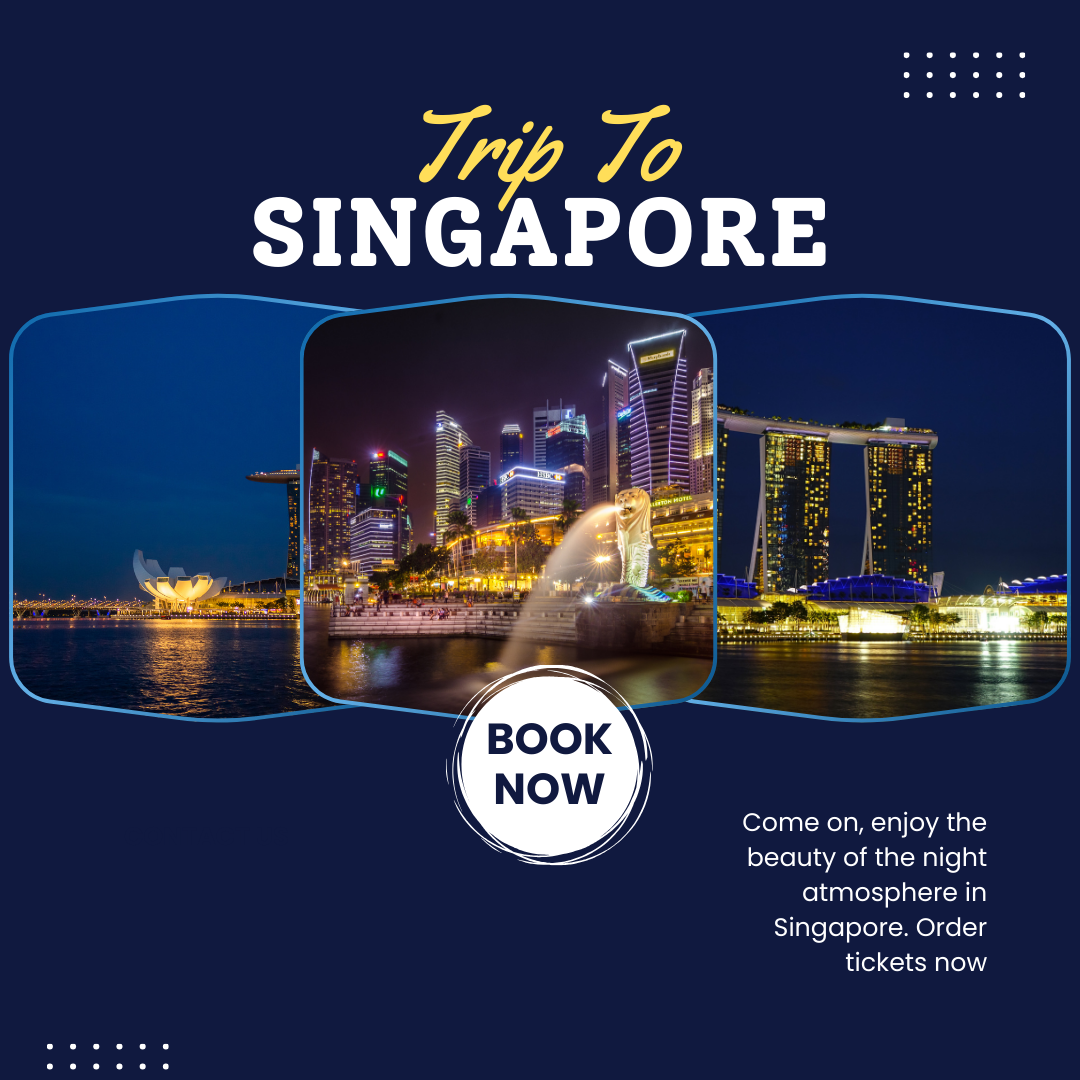 Trip To
SINGAPORE
BOOK
NOW
Come on, enjoy the
beauty of the night
atmosphere in
Singapore. Order
tickets now